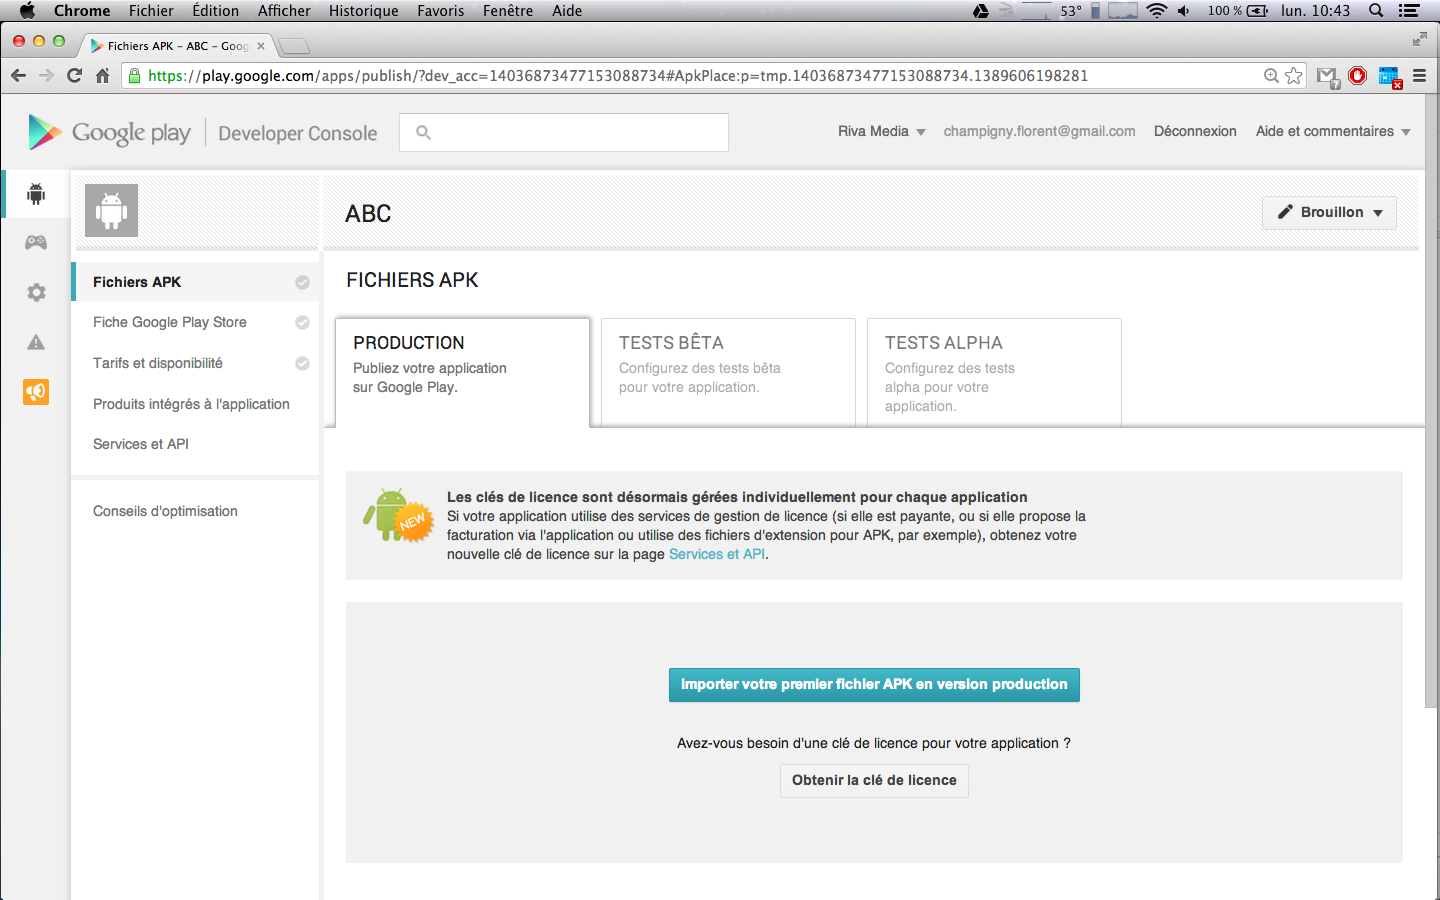 Chrome Fichier Édition Afficher Historique Favoris Fenêtre Aide 53° 100 % lun. 10:43
Fichiers APK – ABC – Goog
https://play.google.com/apps/publish/?dev_acc=14036873477153088734#ApkPlace:p=tmp.14036873477153088734.1389606198281
Google play Developer Console Riva Media champigny.florent@gmail.com Déconnexion Aide et commentaires
ABC Brouillon
Fichiers APK
Fiche Google Play Store
Tarifs et disponibilité
Produits intégrés à l'application
Services et API
Conseils d'optimisation
FICHIERS APK
PRODUCTION
Publiez votre application
sur Google Play.
TESTS BÊTA
Configurez des tests bêta
pour votre application.
TESTS ALPHA
Configurez des tests
alpha pour votre
application.
NEW
Les clés de licence sont désormais gérées individuellement pour chaque application
Si votre application utilise des services de gestion de licence (si elle est payante, ou si elle propose la
facturation via l'application ou utilise des fichiers d'extension pour APK, par exemple), obtenez votre
nouvelle clé de licence sur la page Services et API.
Importer votre premier fichier APK en version production
Avez-vous besoin d'une clé de licence pour votre application ?
Obtenir la clé de licence